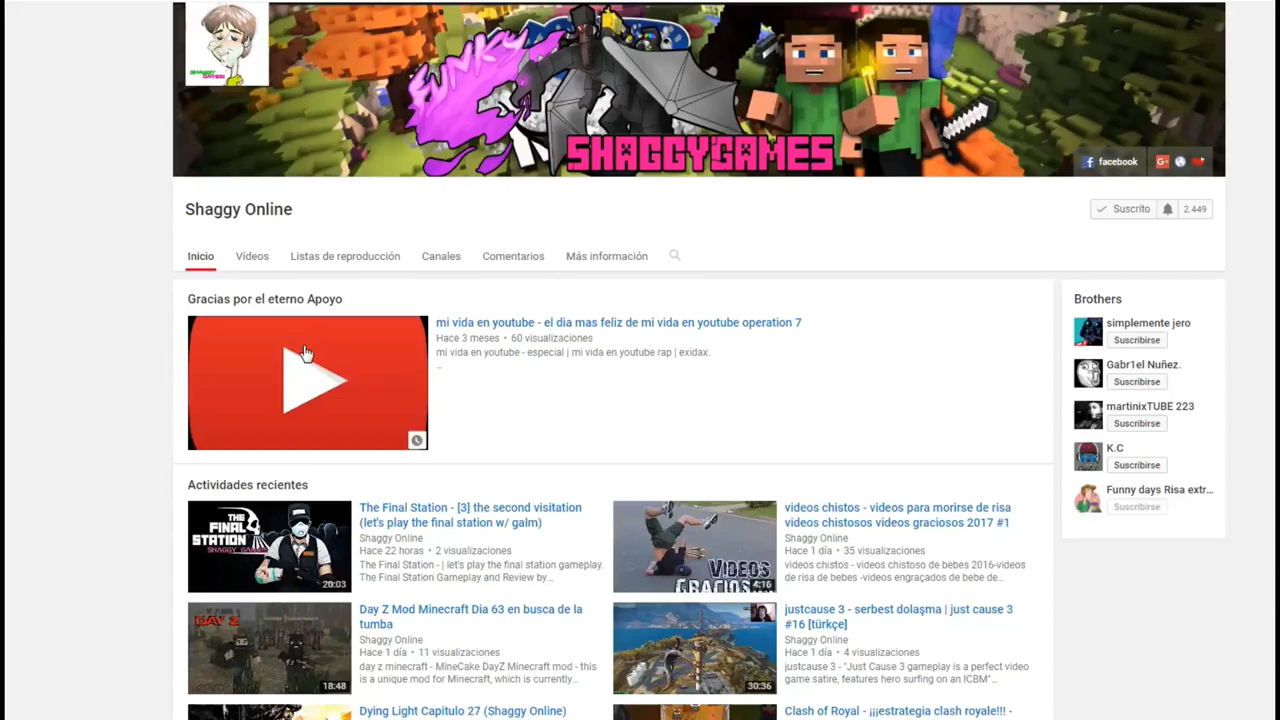 SHAGGY
GAMES
SHAGGYGAMES
facebook
Shaggy Online
Suscrito
2.449
Inicio
Vídeos
Listas de reproducción
Canales
Comentarios
Más información
Gracias por el eterno Apoyo
mi vida en youtube - el dia mas feliz de mi vida en youtube operation 7
Hace 3 meses • 60 visualizaciones
mi vida en youtube - especial | mi vida en youtube rap | exidax.
...
Brothers
simplemente jero
Suscribirse
Gabr1el Nuñez.
Suscribirse
martinixTUBE 223
Suscribirse
K.C
Suscribirse
Funny days Risa extr...
Suscribirse
Actividades recientes
THE
FINAL
STATION
SHAGGY GAMES
20:03
The Final Station - [3] the second visitation
(let's play the final station w/ galm)
Shaggy Online
Hace 22 horas • 2 visualizaciones
The Final Station - | let's play the final station gameplay.
The Final Station Gameplay and Review by...
VIDEOS
GRACIOS
4:16
videos chistos - videos para morirse de risa
videos chistosos videos graciosos 2017 #1
Shaggy Online
Hace 1 día • 35 visualizaciones
videos chistos - videos chistoso de bebes 2016-videos
de risa de bebes -videos engraçados de bebe de...
DAY Z
18:48
Day Z Mod Minecraft Dia 63 en busca de la
tumba
Shaggy Online
Hace 1 día • 11 visualizaciones
day z minecraft - MineCake DayZ Minecraft mod - this
is a unique mod for Minecraft, which is currently...
30:36
justcause 3 - serbest dolaşma | just cause 3
#16 [türkçe]
Shaggy Online
Hace 1 día • 4 visualizaciones
justcause 3 - "Just Cause 3 gameplay is a perfect video
game satire, features hero surfing on an ICBM"...
Dying Light Capitulo 27 (Shaggy Online)
Clash of Royal - ¡¡¡estrategia clash royale!!! -